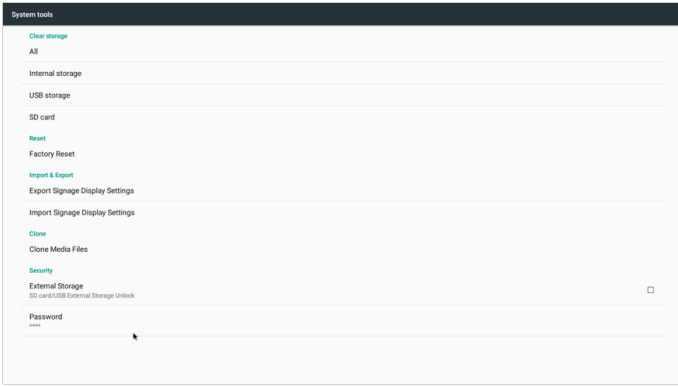 System tools
Clear storage
All
Internal storage
USB storage
SD card
Reset
Factory Reset
Import & Export
Export Signage Display Settings
Import Signage Display Settings
Clone
Clone Media Files
Security
External Storage
SD card/USB External Storage Unlock
Password
****